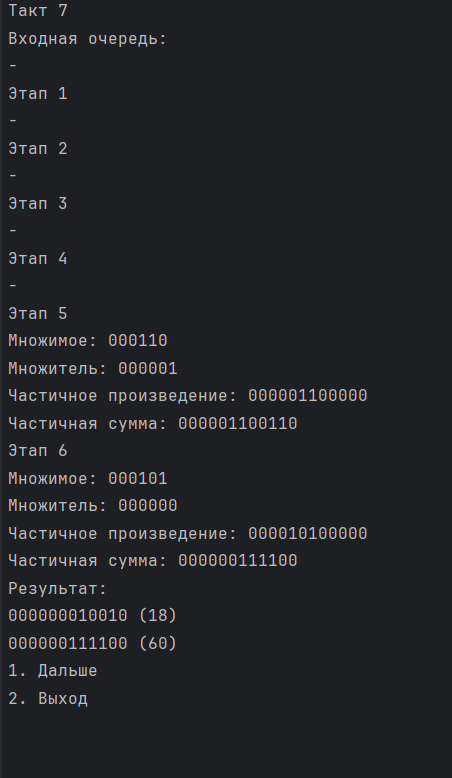 Такт 7
Входная очередь:
-
Этап 1
-
Этап 2
-
Этап 3
-
Этап 4
-
Этап 5
Множимое: 000110
Множитель: 000001
Частичное произведение: 000001100000
Частичная сумма: 000001100110
Этап 6
Множимое: 000101
Множитель: 000000
Частичное произведение: 000010100000
Частичная сумма: 000000111100
Результат:
000000010010 (18)
000000111100 (60)
1. Дальше
2. Выход